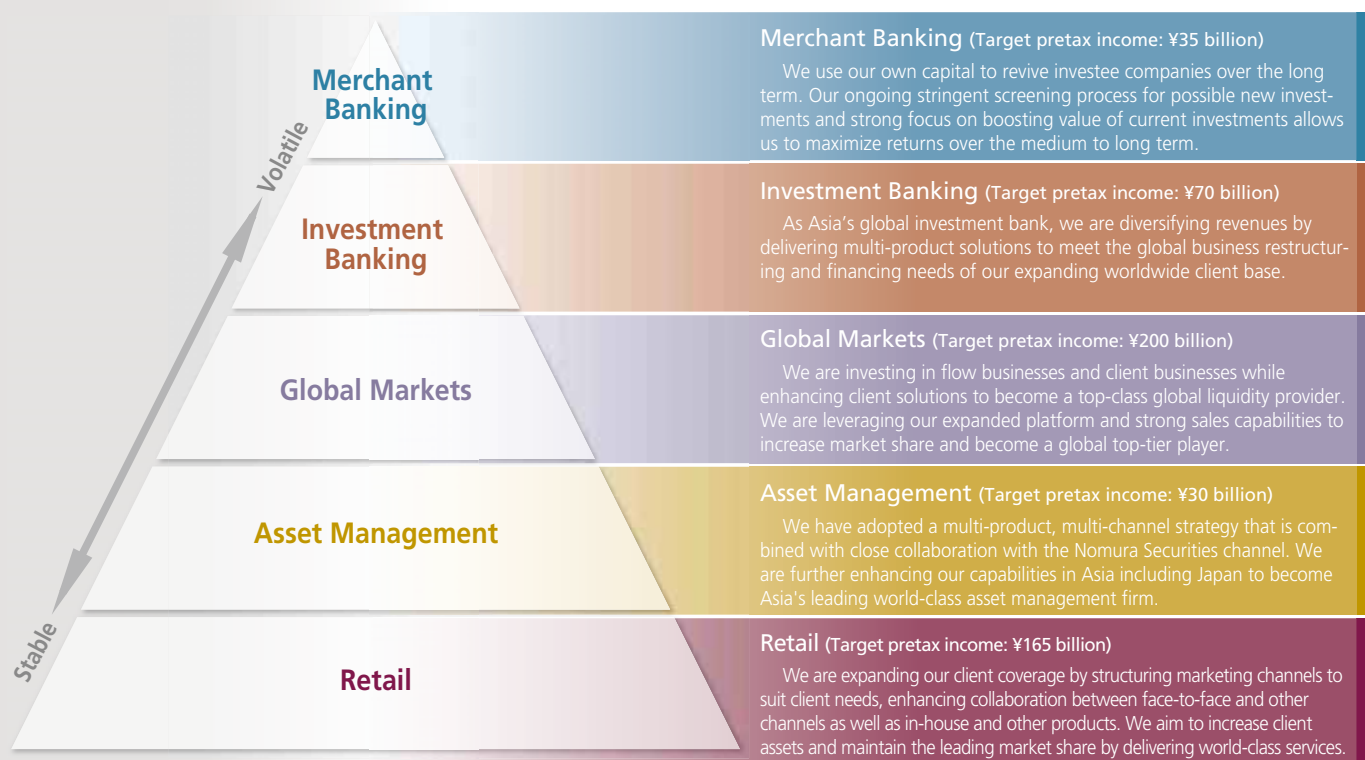 Merchant
Banking
Investment
Banking
Global Markets
Asset Management
Retail
Volatile
Stable
Merchant Banking (Target pretax income: ¥35 billion)
We use our own capital to revive investee companies over the long
term. Our ongoing stringent screening process for possible new invest-
ments and strong focus on boosting value of current investments allows
us to maximize returns over the medium to long term.
Investment Banking (Target pretax income: ¥70 billion)
As Asia’s global investment bank, we are diversifying revenues by
delivering multi-product solutions to meet the global business restructur-
ing and financing needs of our expanding worldwide client base.
Global Markets (Target pretax income: ¥200 billion)
We are investing in flow businesses and client businesses while
enhancing client solutions to become a top-class global liquidity provider.
We are leveraging our expanded platform and strong sales capabilities to
increase market share and become a global top-tier player.
Asset Management (Target pretax income: ¥30 billion)
We have adopted a multi-product, multi-channel strategy that is com-
bined with close collaboration with the Nomura Securities channel. We
are further enhancing our capabilities in Asia including Japan to become
Asia's leading world-class asset management firm.
Retail (Target pretax income: ¥165 billion)
We are expanding our client coverage by structuring marketing channels to
suit client needs, enhancing collaboration between face-to-face and other
channels as well as in-house and other products. We aim to increase client
assets and maintain the leading market share by delivering world-class services.